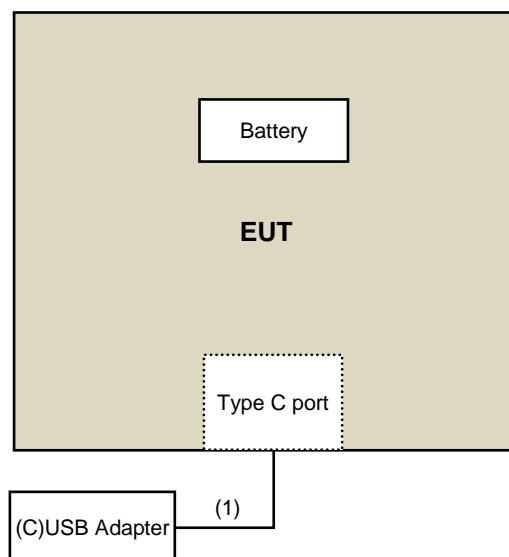 Battery
EUT
Type C port
(1)
(C)USB Adapter